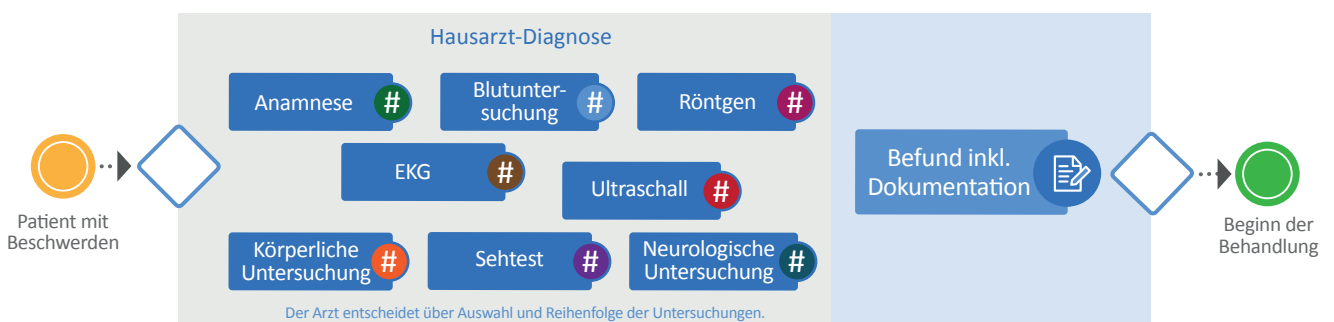 Hausarzt-Diagnose
Anamnese #
Blutunter-
suchung #
Röntgen #
EKG #
Ultraschall #
Körperliche
Untersuchung #
Sehtest #
Neurologische
Untersuchung #
Der Arzt entscheidet über Auswahl und Reihenfolge der Untersuchungen.
Patient mit
Beschwerden
Befund inkl.
Dokumentation
Beginn der
Behandlung